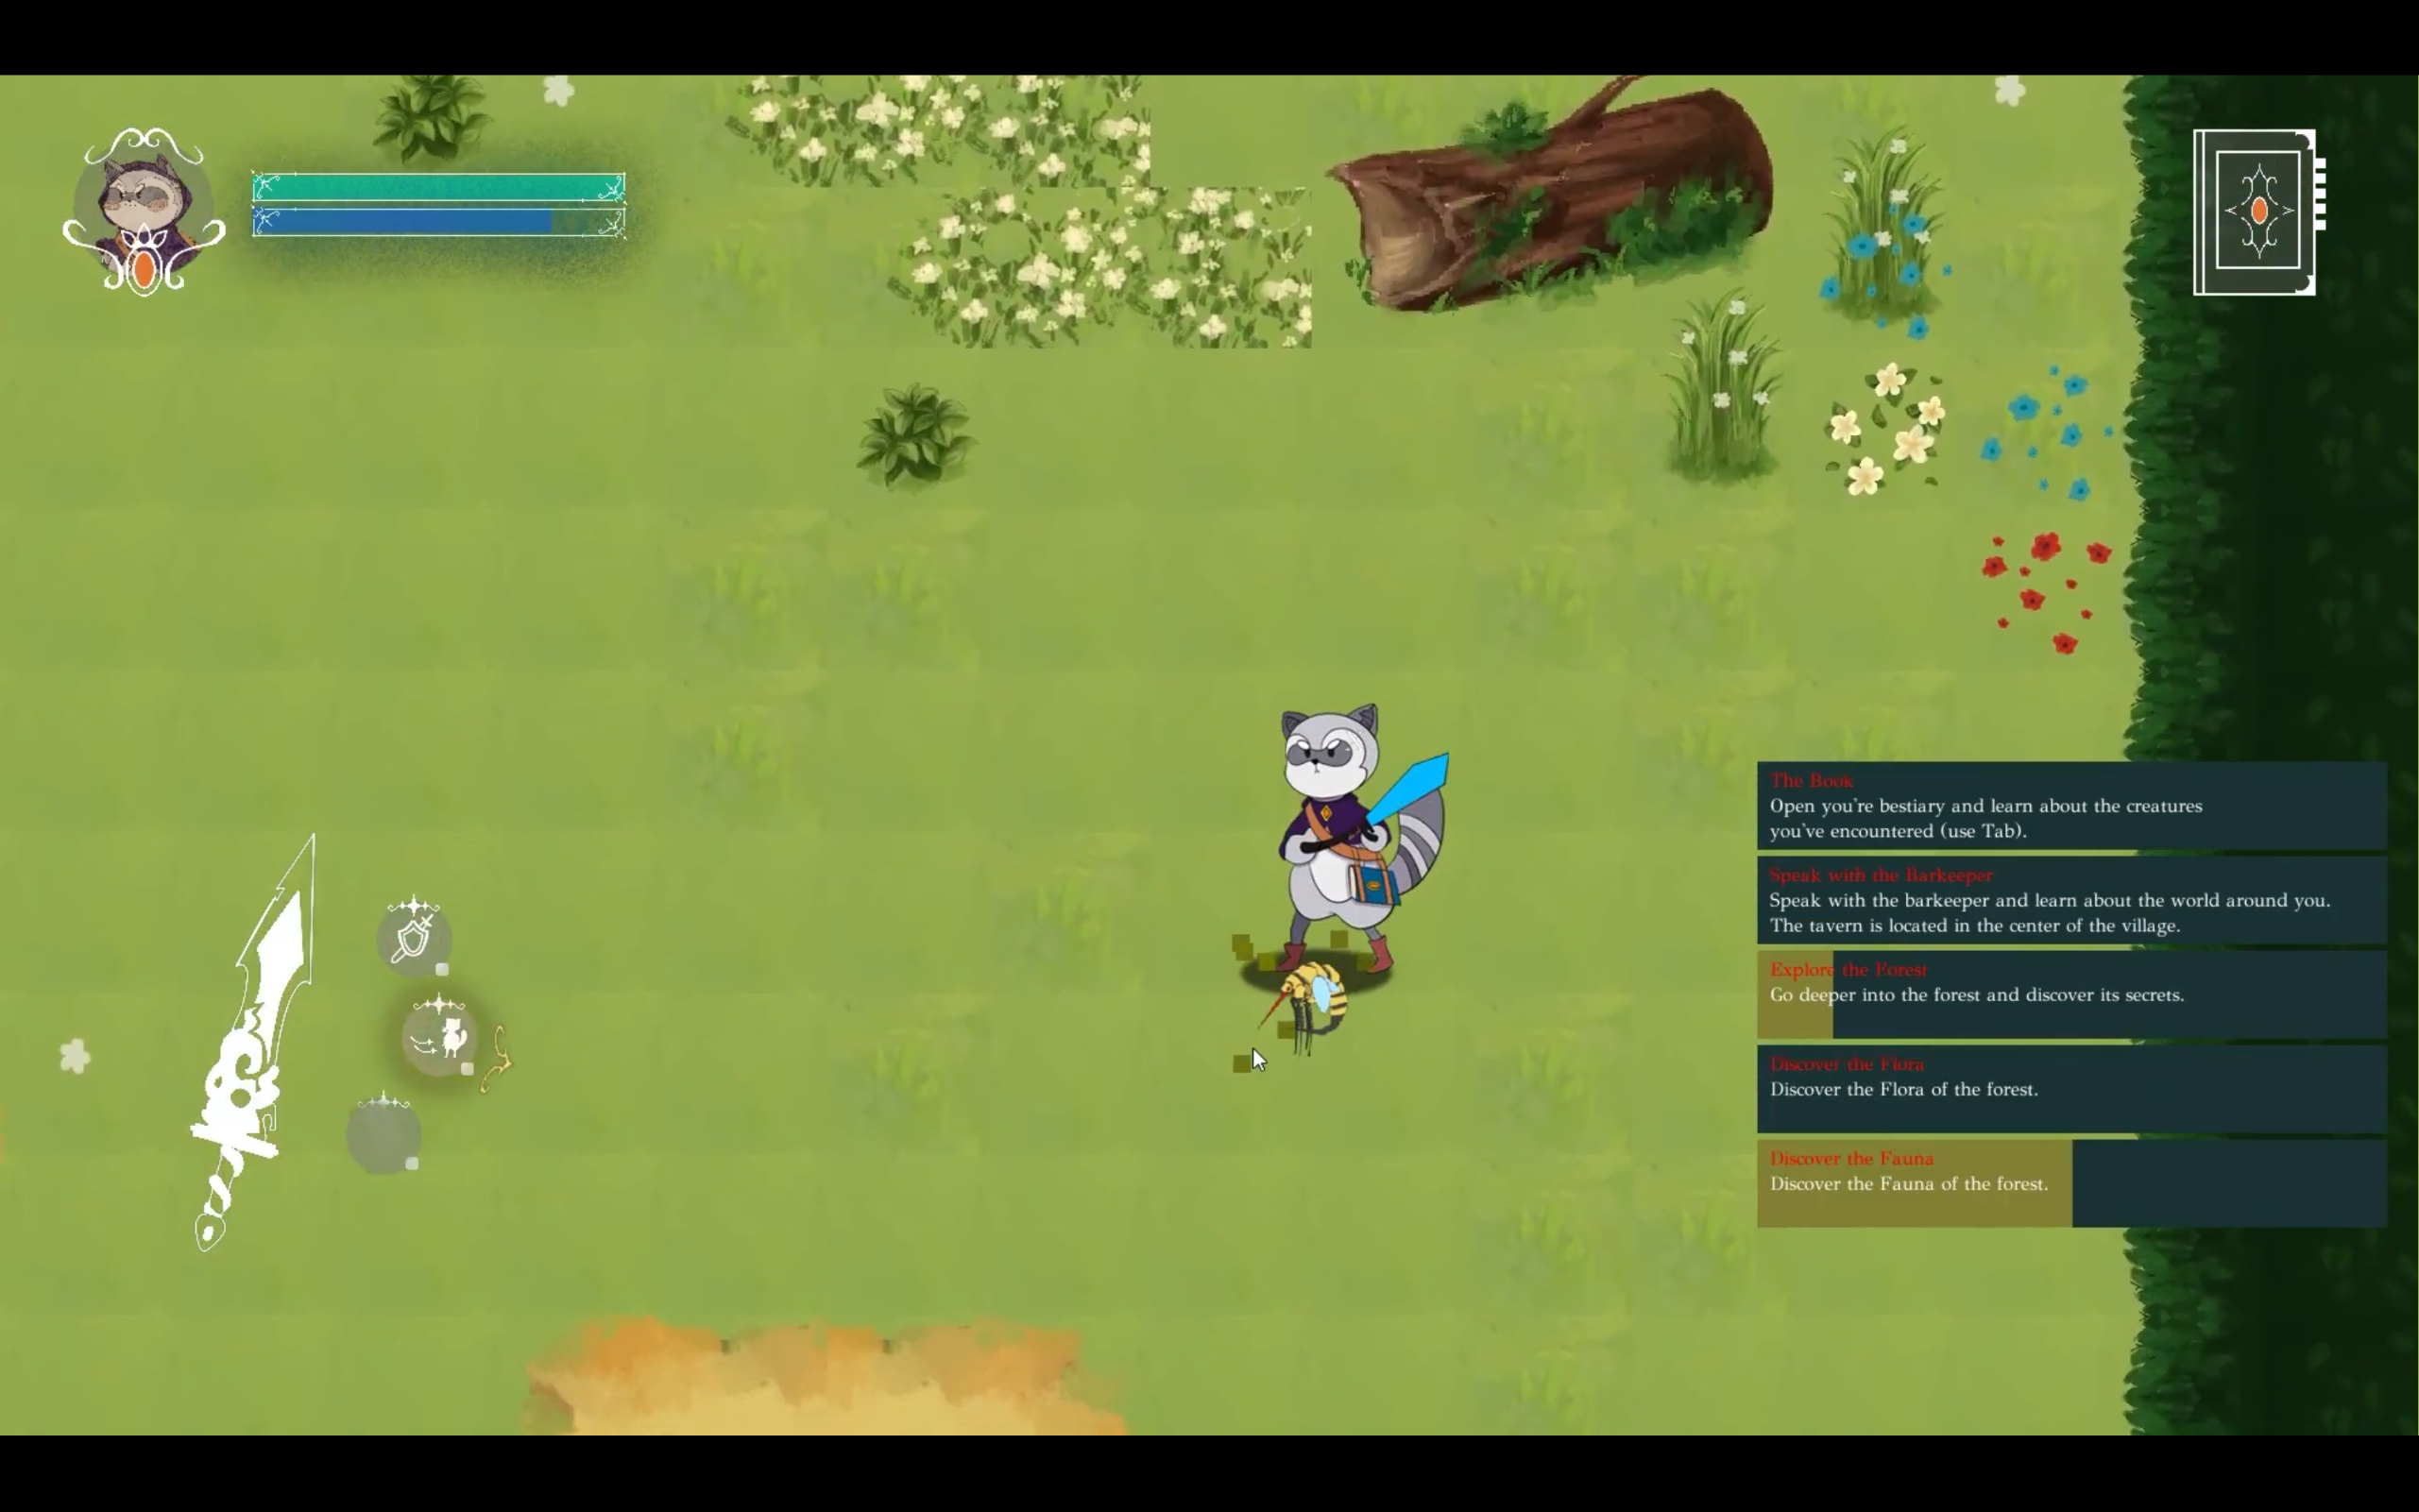 The Book
Open you're bestiary and learn about the creatures
you've encountered (use Tab).
Speak with the Barkeeper
Speak with the barkeeper and learn about the world around you.
The tavern is located in the center of the village.
Explore the Forest
Go deeper into the forest and discover its secrets.
Discover the Flora
Discover the Flora of the forest.
Discover the Fauna
Discover the Fauna of the forest.